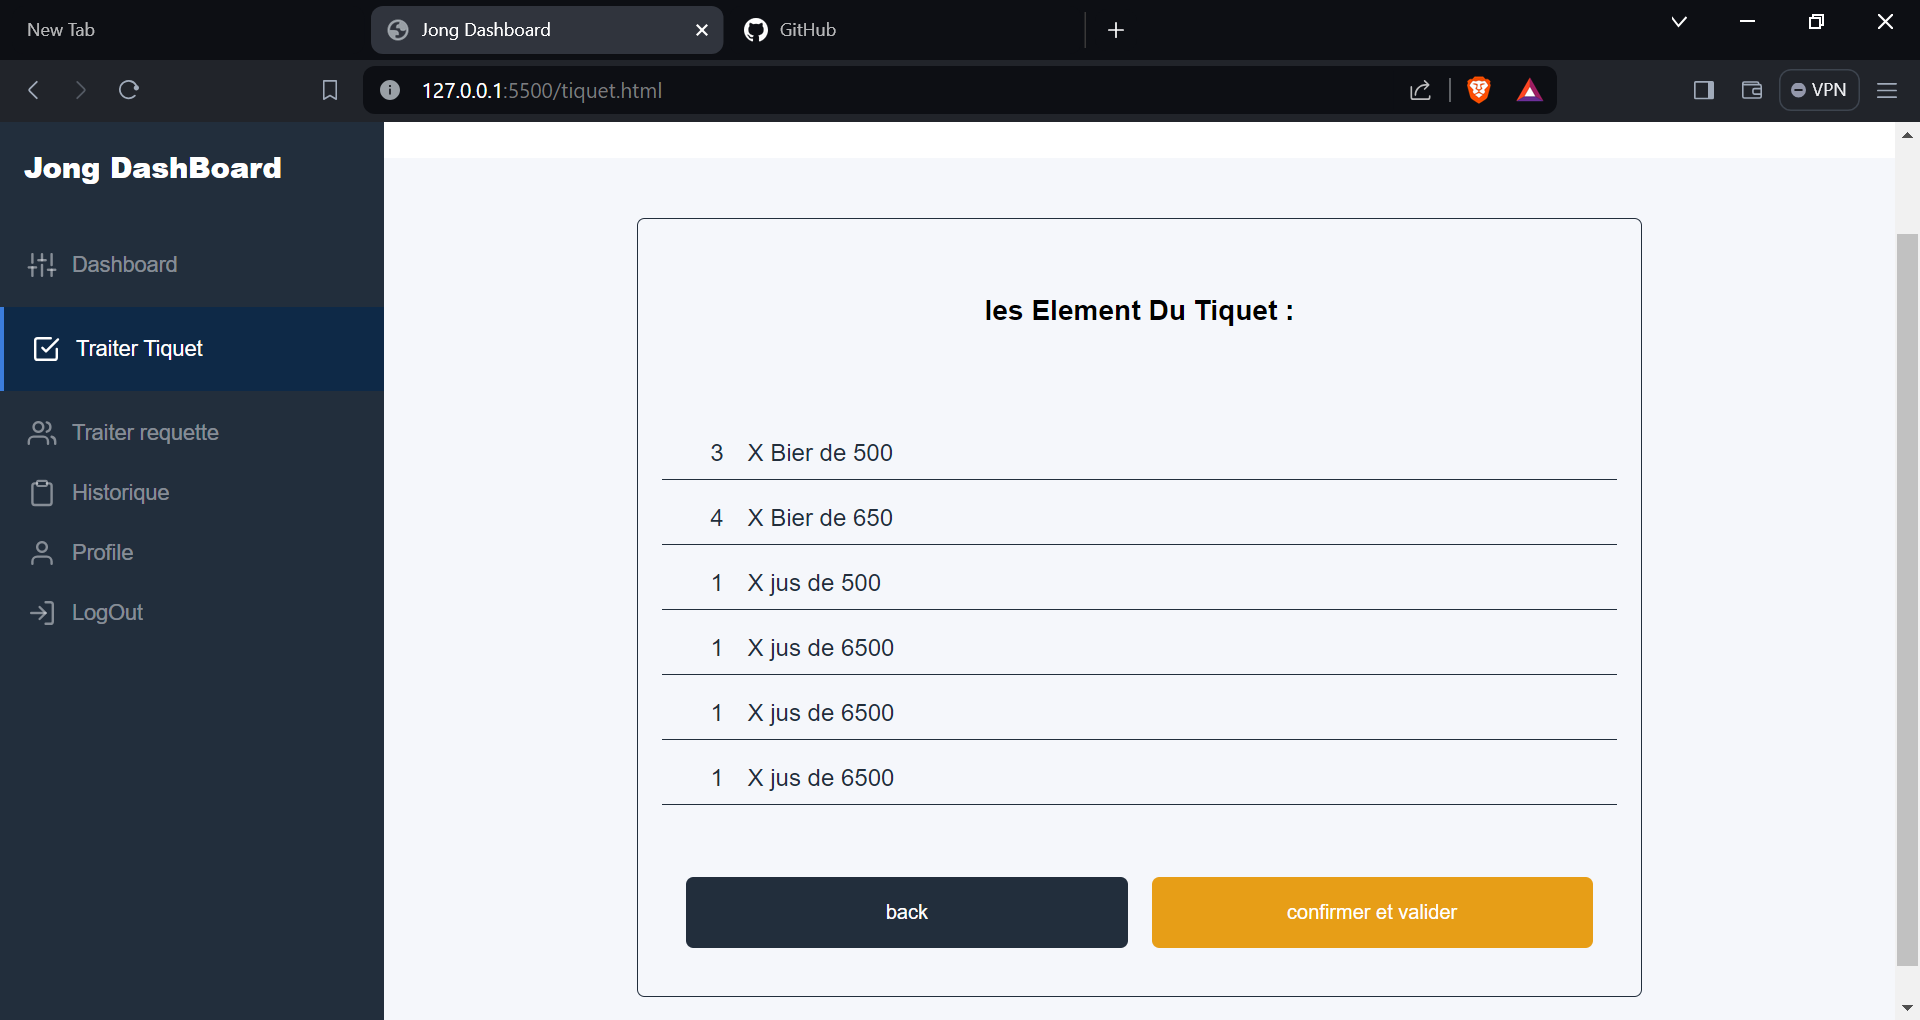 New Tab
Jong Dashboard
GitHub
127.0.0.1:5500/tiquet.html
VPN
Jong DashBoard
Dashboard
Traiter Tiquet
Traiter requette
Historique
Profile
LogOut
les Element Du Tiquet :
3 X Bier de 500
4 X Bier de 650
1 X jus de 500
1 X jus de 6500
1 X jus de 6500
1 X jus de 6500
back
confirmer et valider